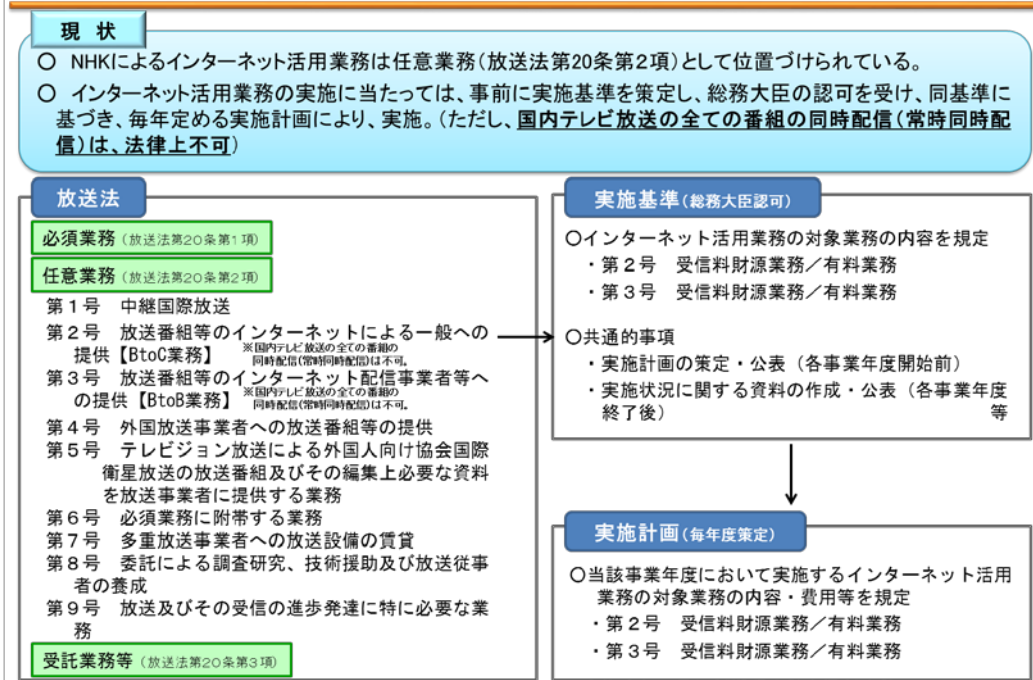 現 状
○ NHKによるインターネット活用業務は任意業務(放送法第20条第2項)として位置づけられている。
○ インターネット活用業務の実施に当たっては、事前に実施基準を策定し、総務大臣の認可を受け、同基準に
基づき、毎年定める実施計画により、実施。(ただし、国内テレビ放送の全ての番組の同時配信(常時同時配
信)は、法律上不可)
放送法
必須業務(放送法第20条第1項)
任意業務(放送法第20条第2項)
第1号 中継国際放送
第2号 放送番組等のインターネットによる一般への
提供【BtoC業務】 ※国内テレビ放送の全ての番組の
同時配信(常時同時配信)は不可。
第3号 放送番組等のインターネット配信事業者等へ
の提供【BtoB業務】 ※国内テレビ放送の全ての番組の
同時配信(常時同時配信)は不可。
第4号 外国放送事業者への放送番組等の提供
第5号 テレビジョン放送による外国人向け協会国際
衛星放送の放送番組及びその編集上必要な資料
を放送事業者に提供する業務
第6号 必須業務に附帯する業務
第7号 多重放送事業者への放送設備の賃貸
第8号 委託による調査研究、技術援助及び放送従事
者の養成
第9号 放送及びその受信の進歩発達に特に必要な業
務
受託業務等(放送法第20条第3項)
実施基準(総務大臣認可)
○インターネット活用業務の対象業務の内容を規定
・第2号 受信料財源業務/有料業務
・第3号 受信料財源業務/有料業務
○共通的事項
・実施計画の策定・公表(各事業年度開始前)
・実施状況に関する資料の作成・公表(各事業年度
終了後) 等
実施計画(毎年度策定)
○当該事業年度において実施するインターネット活用
業務の対象業務の内容・費用等を規定
・第2号 受信料財源業務/有料業務
・第3号 受信料財源業務/有料業務